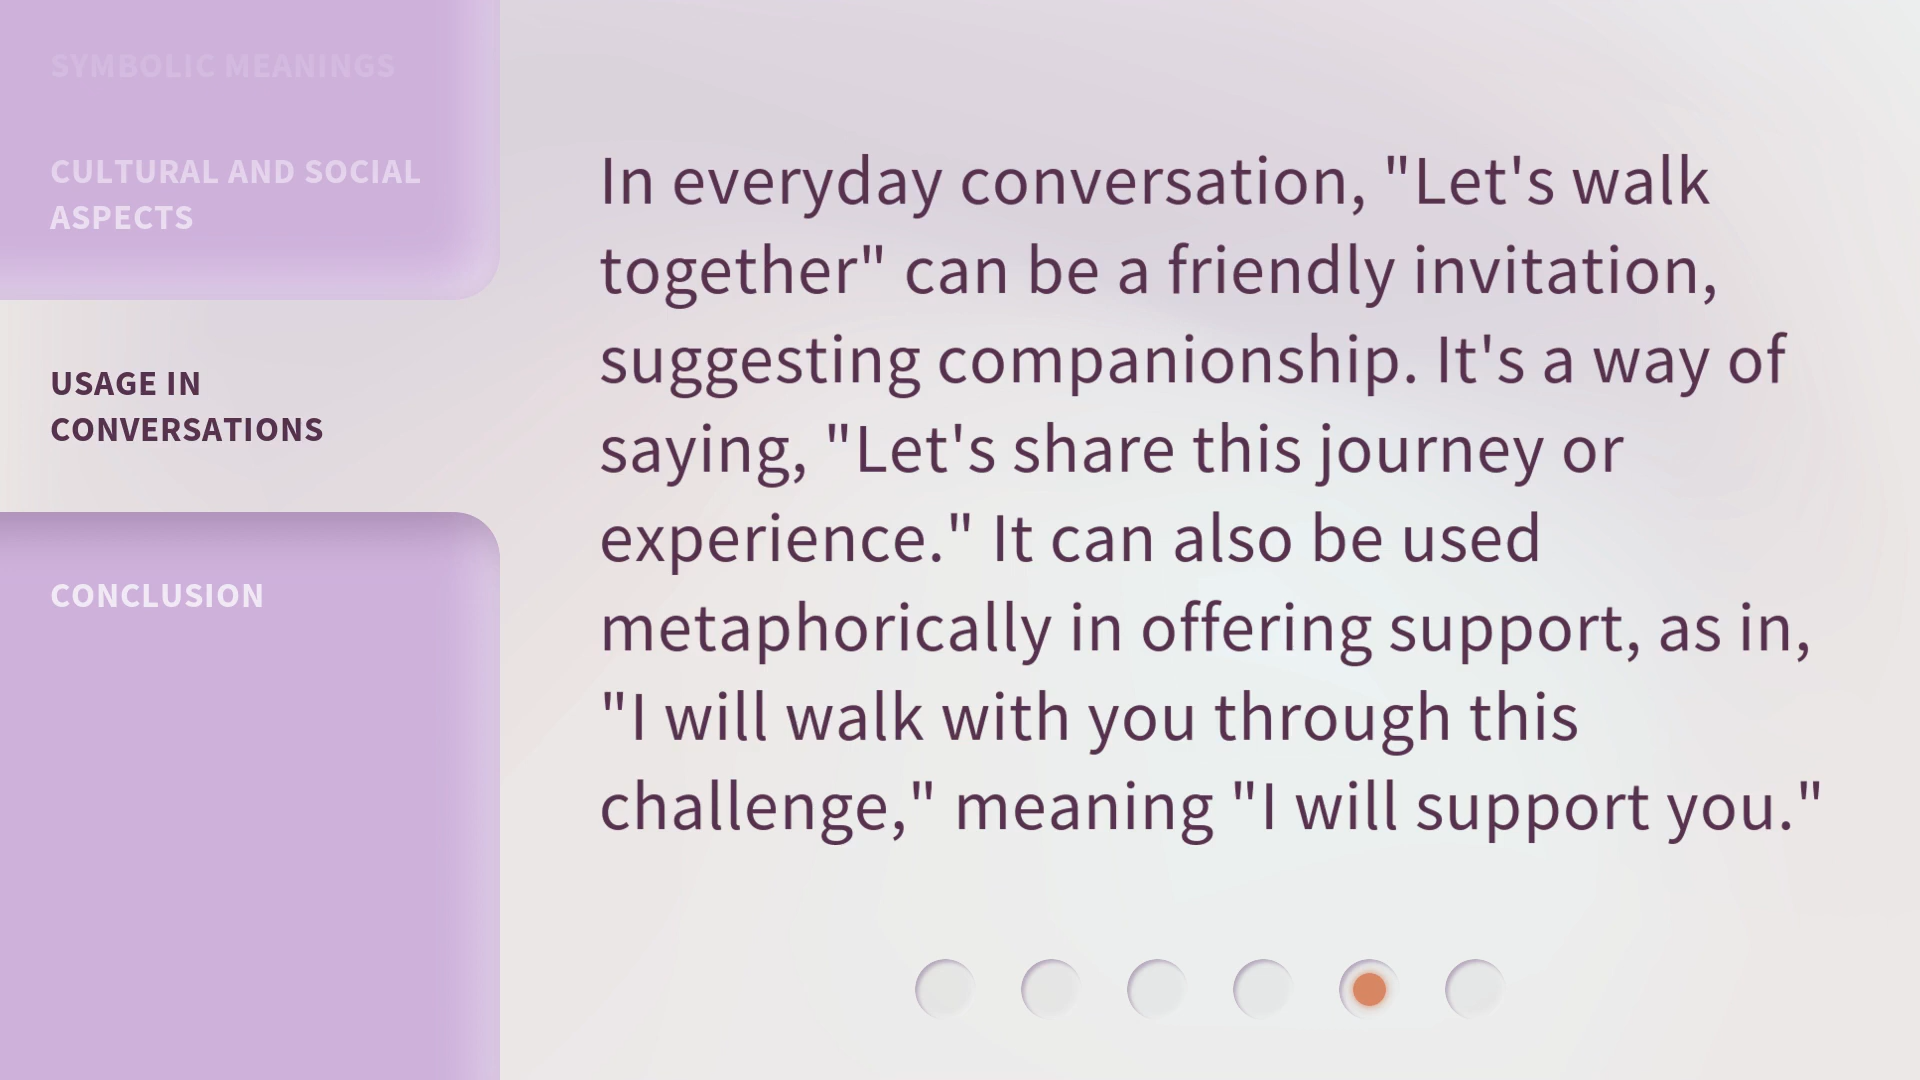 SYMBOLIC MEANINGS
CULTURAL AND SOCIAL
ASPECTS
USAGE IN
CONVERSATIONS
CONCLUSION
In everyday conversation, "Let's walk
together" can be a friendly invitation,
suggesting companionship. It's a way of
saying, "Let's share this journey or
experience." It can also be used
metaphorically in offering support, as in,
"I will walk with you through this
challenge," meaning "I will support you."